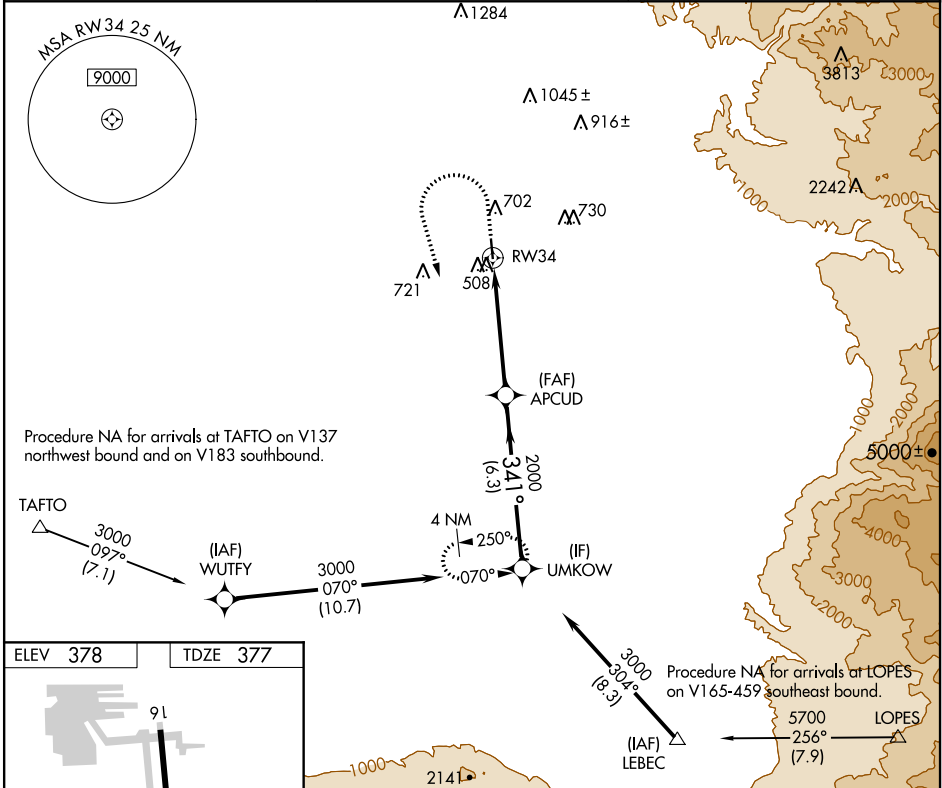 MSA RW34 25 NM
9000
1284
3813
3000
1045 ±
916 ±
1000
2242
2000
702
730
RW34
721
508
(FAF)
APCUD
Procedure NA for arrivals at TAFTO on V137
northwest bound and on V183 southbound.
2000
341°
(6.3)
1000
2000
3000
5000 ±
4000
3000
2000
TAFTO
3000
097°
(7.1)
(IAF)
WUTFY
3000
070°
(10.7)
4 NM
250°
070°
(IF)
UMKOW
3000
304°
(8.3)
Procedure NA for arrivals at LOPES
on V165-459 southeast bound.
5700
256°
(7.9)
LOPES
(IAF)
LEBEC
ELEV 378
TDZE 377
16
1000
2141